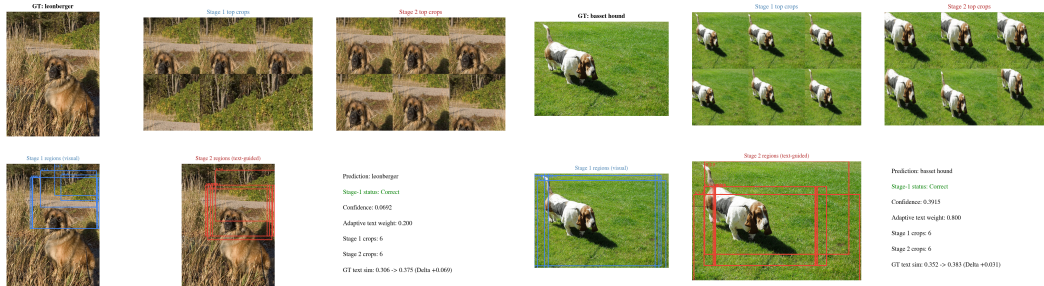 GT: leonberger
Stage 1 top crops
Stage 2 top crops
Stage 1 regions (visual)
Stage 2 regions (text-guided)
Prediction: leonberger
Stage-1 status: Correct
Confidence: 0.0692
Adaptive text weight: 0.200
Stage 1 crops: 6
Stage 2 crops: 6
GT text sim: 0.306 -> 0.375 (Delta +0.069)
GT: basset hound
Stage 1 top crops
Stage 2 top crops
Stage 1 regions (visual)
Stage 2 regions (text-guided)
Prediction: basset hound
Stage-1 status: Correct
Confidence: 0.3915
Adaptive text weight: 0.800
Stage 1 crops: 6
Stage 2 crops: 6
GT text sim: 0.352 -> 0.383 (Delta +0.031)